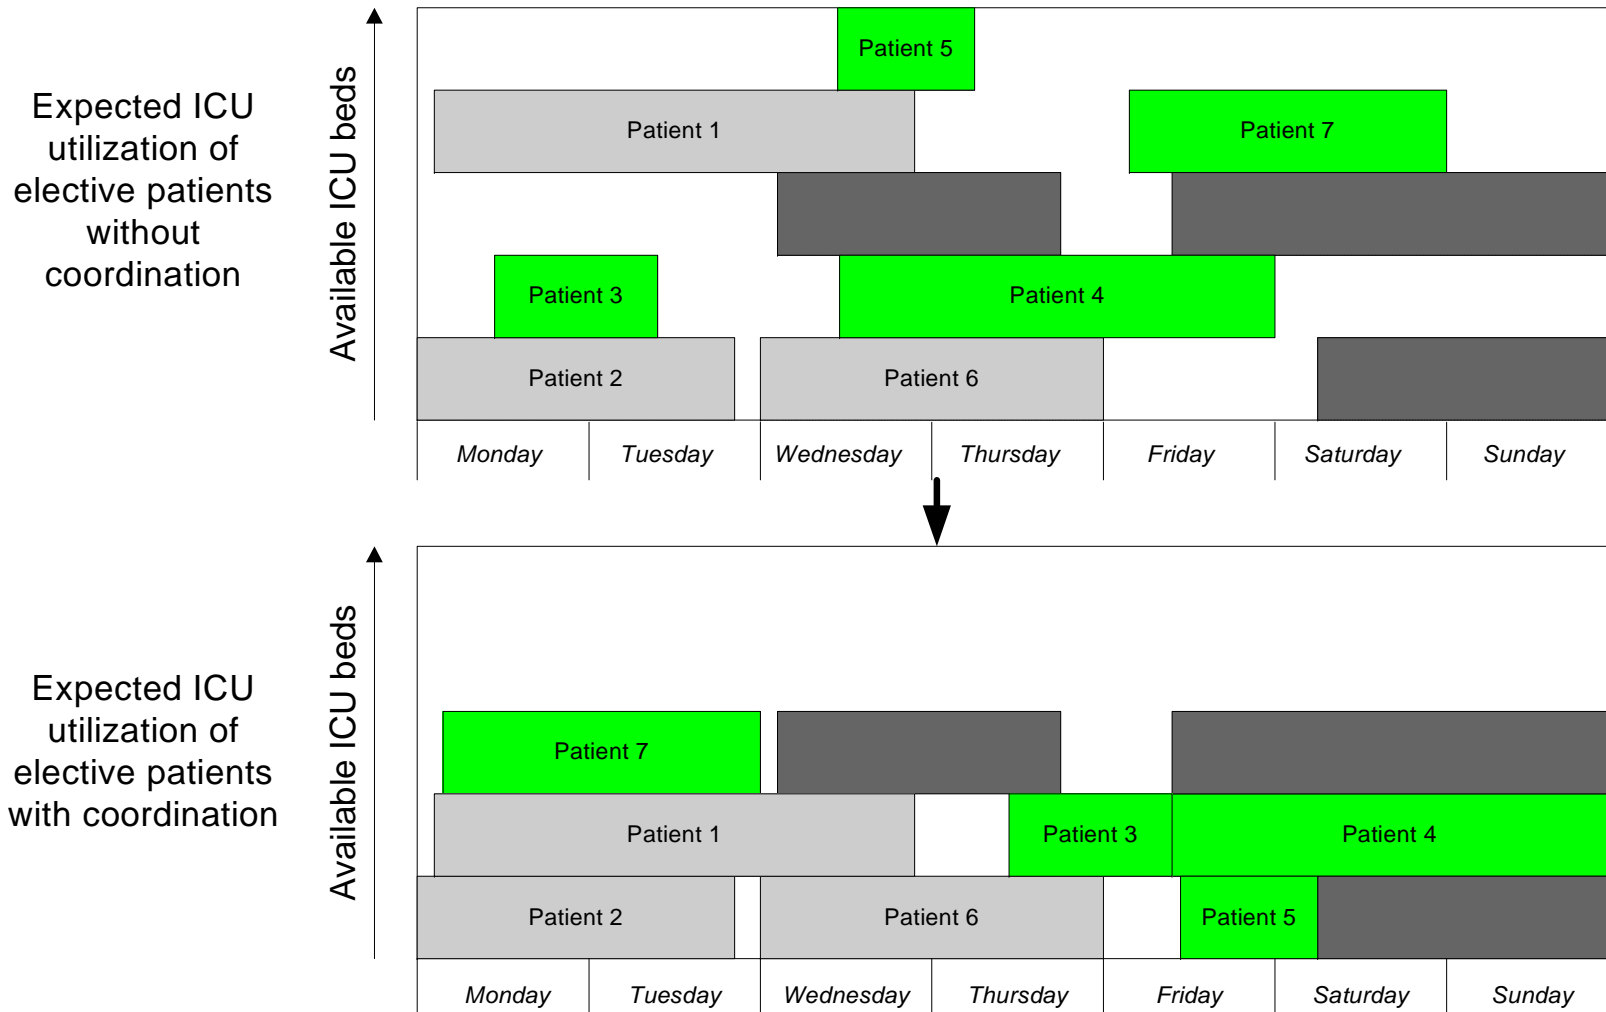 Expected ICU
utilization of
elective patients
without
coordination
Available ICU beds
Patient 5
Patient 1
Patient 7
Patient 3
Patient 4
Patient 2
Patient 6
Monday
Tuesday
Wednesday
Thursday
Friday
Saturday
Sunday
Expected ICU
utilization of
elective patients
with coordination
Available ICU beds
Patient 7
Patient 1
Patient 3
Patient 4
Patient 2
Patient 6
Patient 5
Monday
Tuesday
Wednesday
Thursday
Friday
Saturday
Sunday